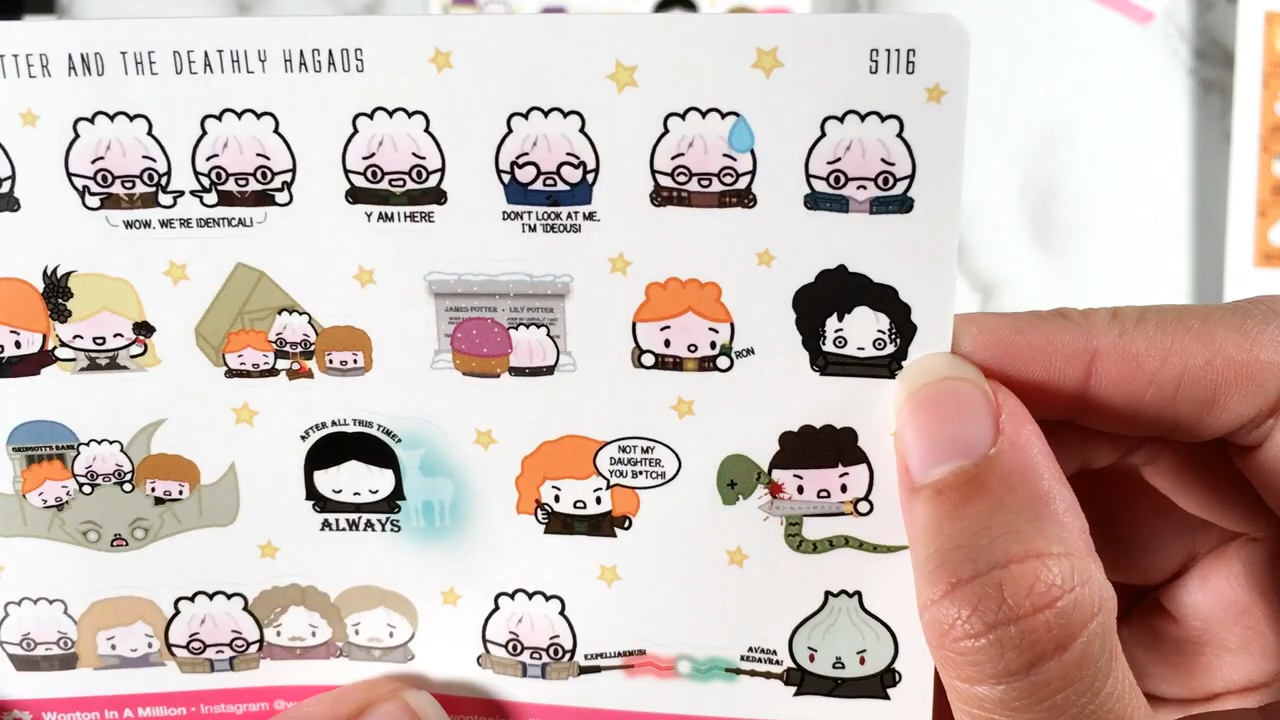 TTER AND THE DEATHLY HAGAOS
S116
WOW, WE'RE IDENTICAL!
Y AM I HERE
DON'T LOOK AT ME,
I'M 'IDEOUS!
JAMES POTTER • LILY POTTER
RON
GRINGOTT'S BANK
AFTER ALL THIS TIME?
ALWAYS
NOT MY
DAUGHTER,
YOU B*TCH!
EXPELLIARMUS!
AVADA
KEDAVRA!
Wonton In A Million • Instagram @w